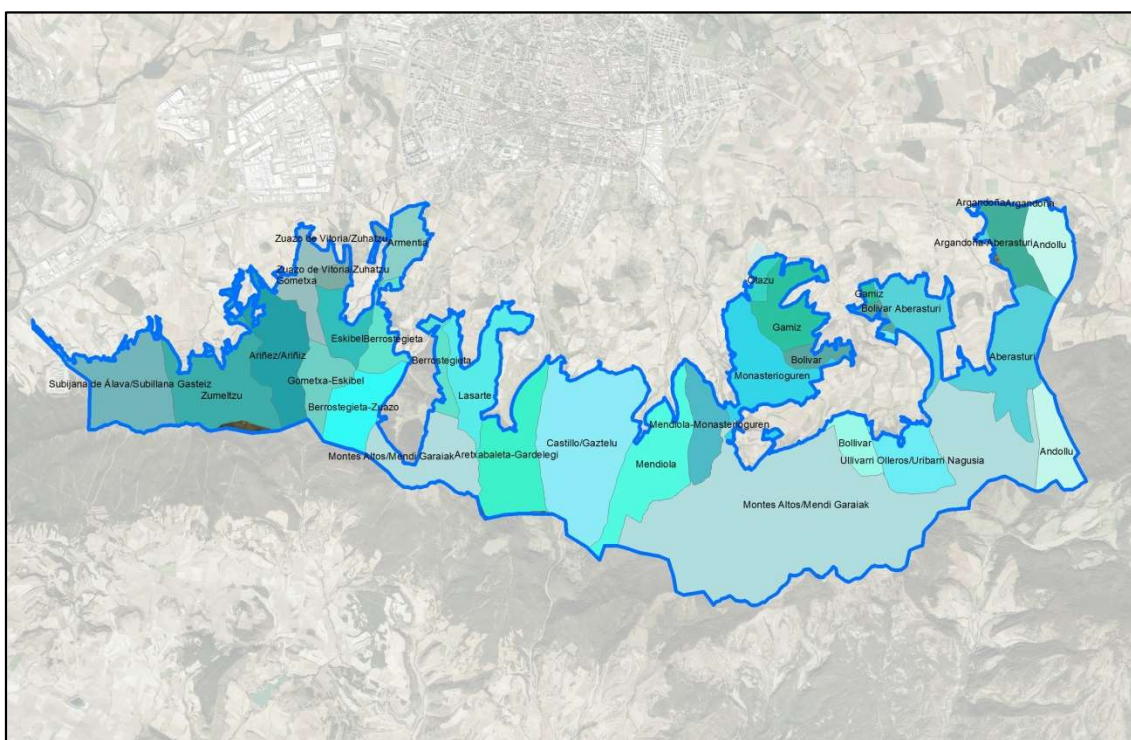 Argandoña
Argandoña
Zuazo de Vitoria/Zuhatzu
Armentia
Argandoña-Aberasturi
Andollu
Zuazo de Vitoria/Zuhatzu
Gometxa
Otazu
Gamiz
Bolivar Aberasturi
Gamiz
Eskibel
Berrostegieta
Ariñez/Ariñiz
Berrostegieta
Bolivar
Aberasturi
Gometxa-Eskibel
Monasterioguren
Subijana de Álava/Subillana Gasteiz
Zumeltzu
Lasarte
Berrostegieta-Zuazo
Mendiola-Monasterioguren
Castillo/Gaztelu
Bolivar
Andollu
Montes Altos/Mendi Garaiak
Aretxabaleta-Gardelegi
Mendiola
Ullivarri Olleros/Uribarri Nagusia
Montes Altos/Mendi Garaiak